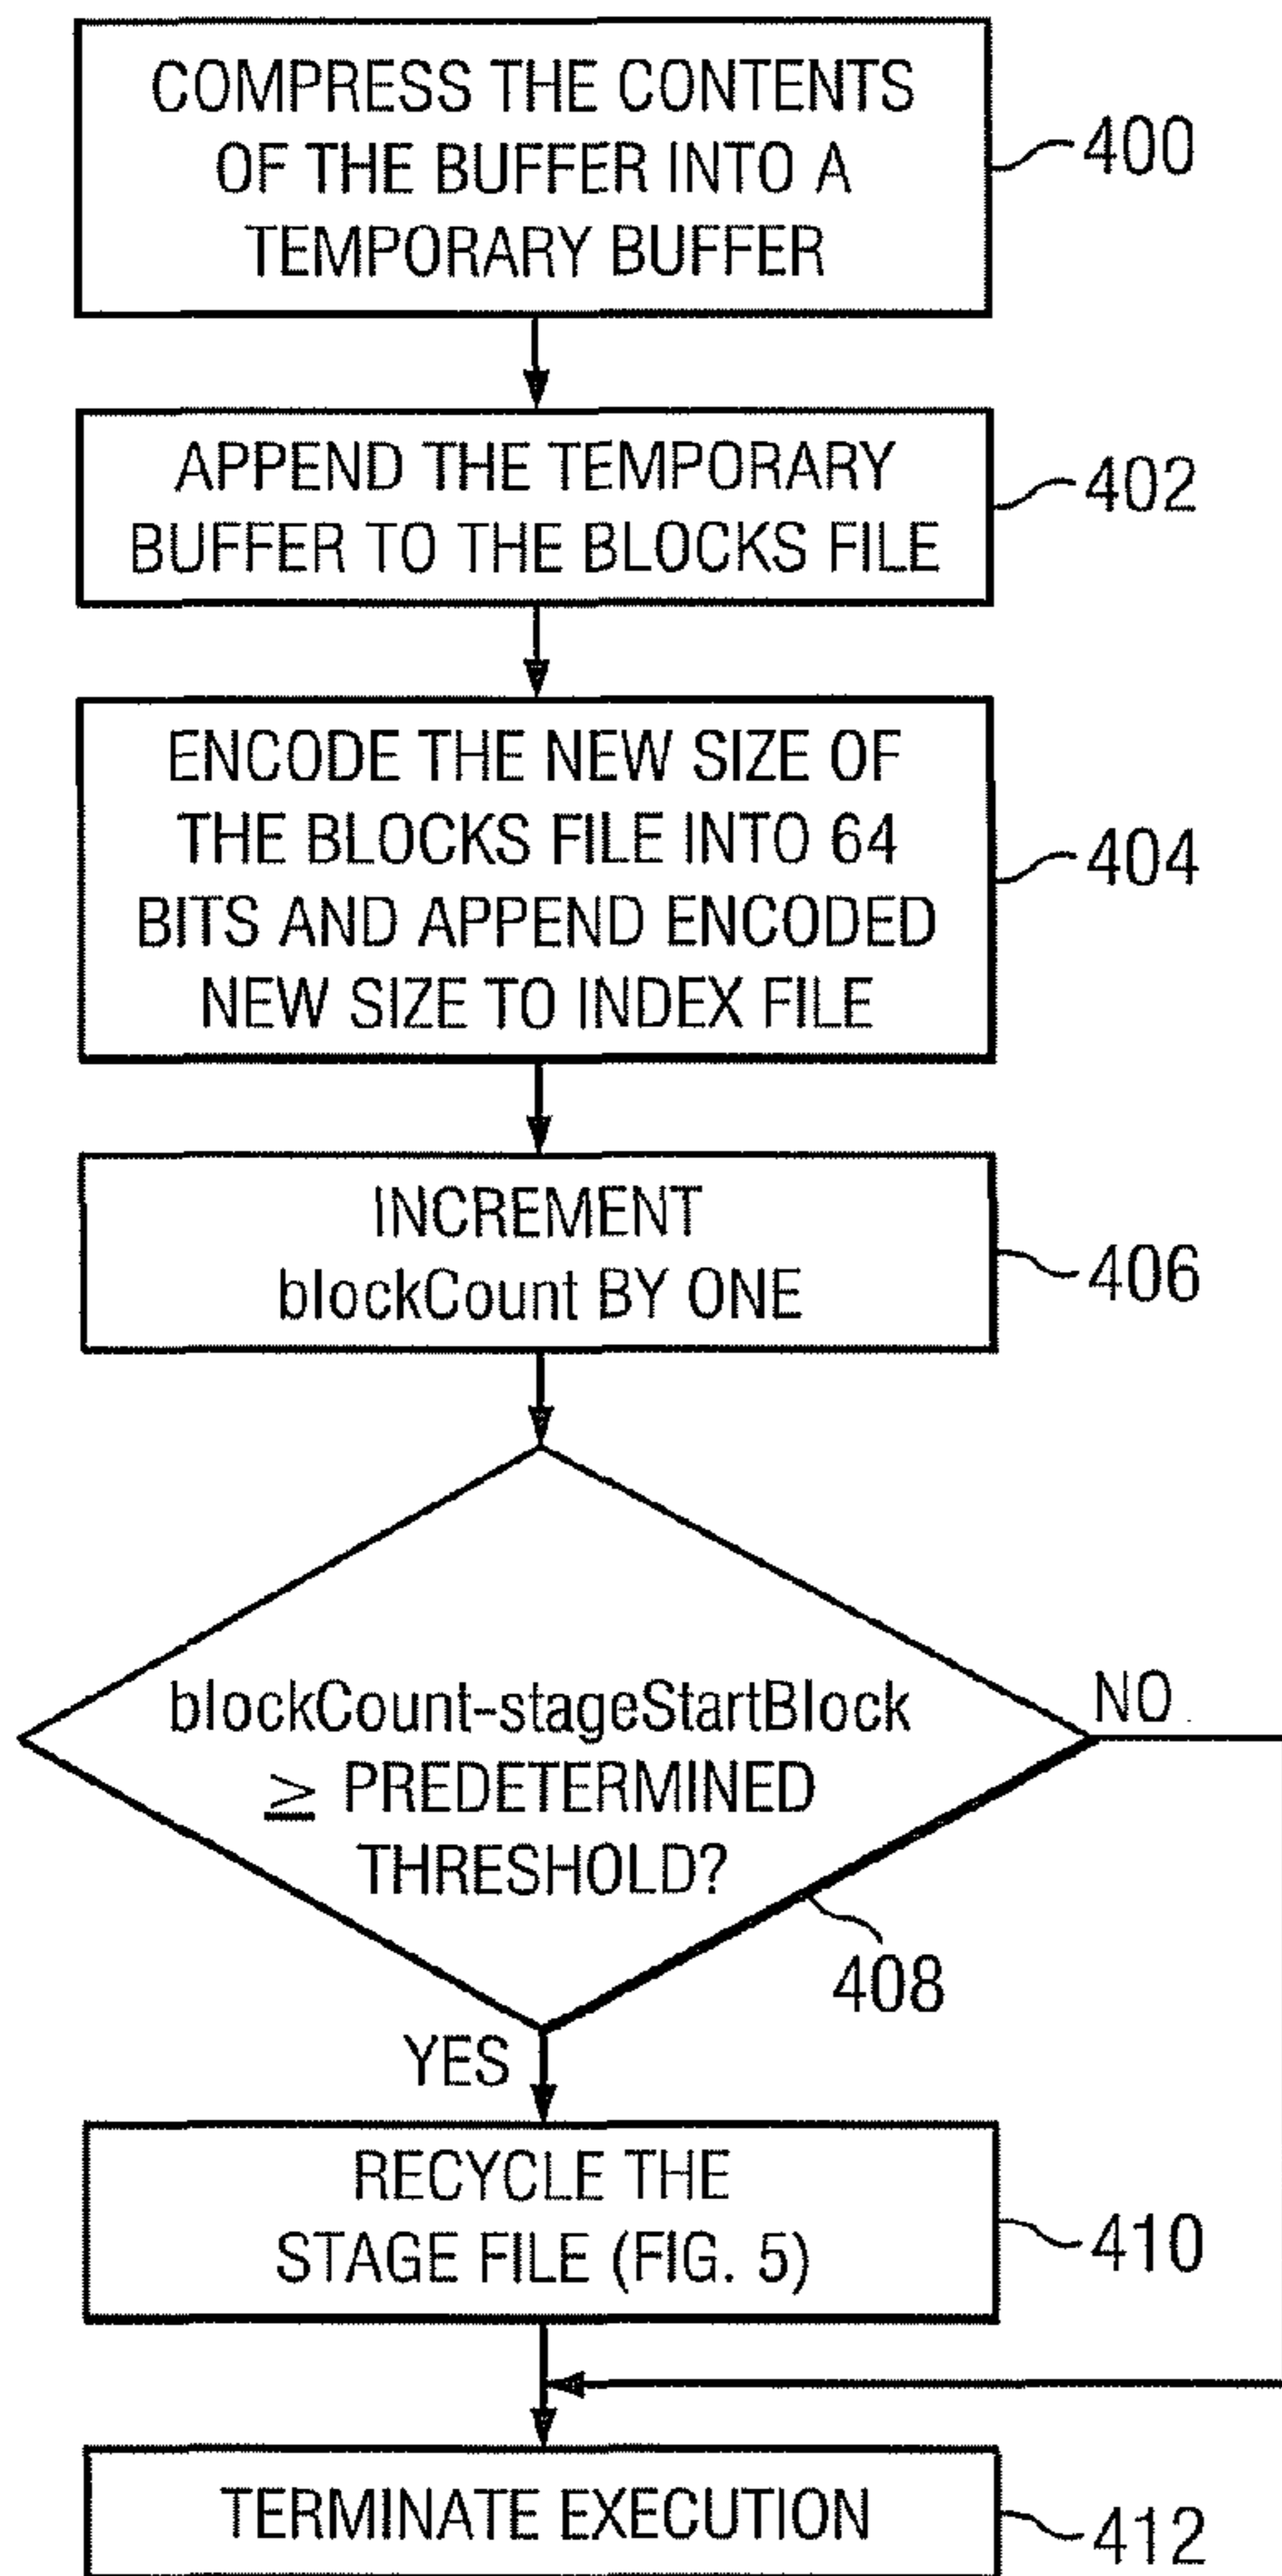 COMPRESS THE CONTENTS
OF THE BUFFER INTO A
TEMPORARY BUFFER
400
APPEND THE TEMPORARY
BUFFER TO THE BLOCKS FILE
402
ENCODE THE NEW SIZE OF
THE BLOCKS FILE INTO 64
BITS AND APPEND ENCODED
NEW SIZE TO INDEX FILE
404
INCREMENT
blockCount BY ONE
406
blockCount-stageStartBlock
≥ PREDETERMINED
THRESHOLD?
NO
408
YES
RECYCLE THE
STAGE FILE (FIG. 5)
410
TERMINATE EXECUTION
412